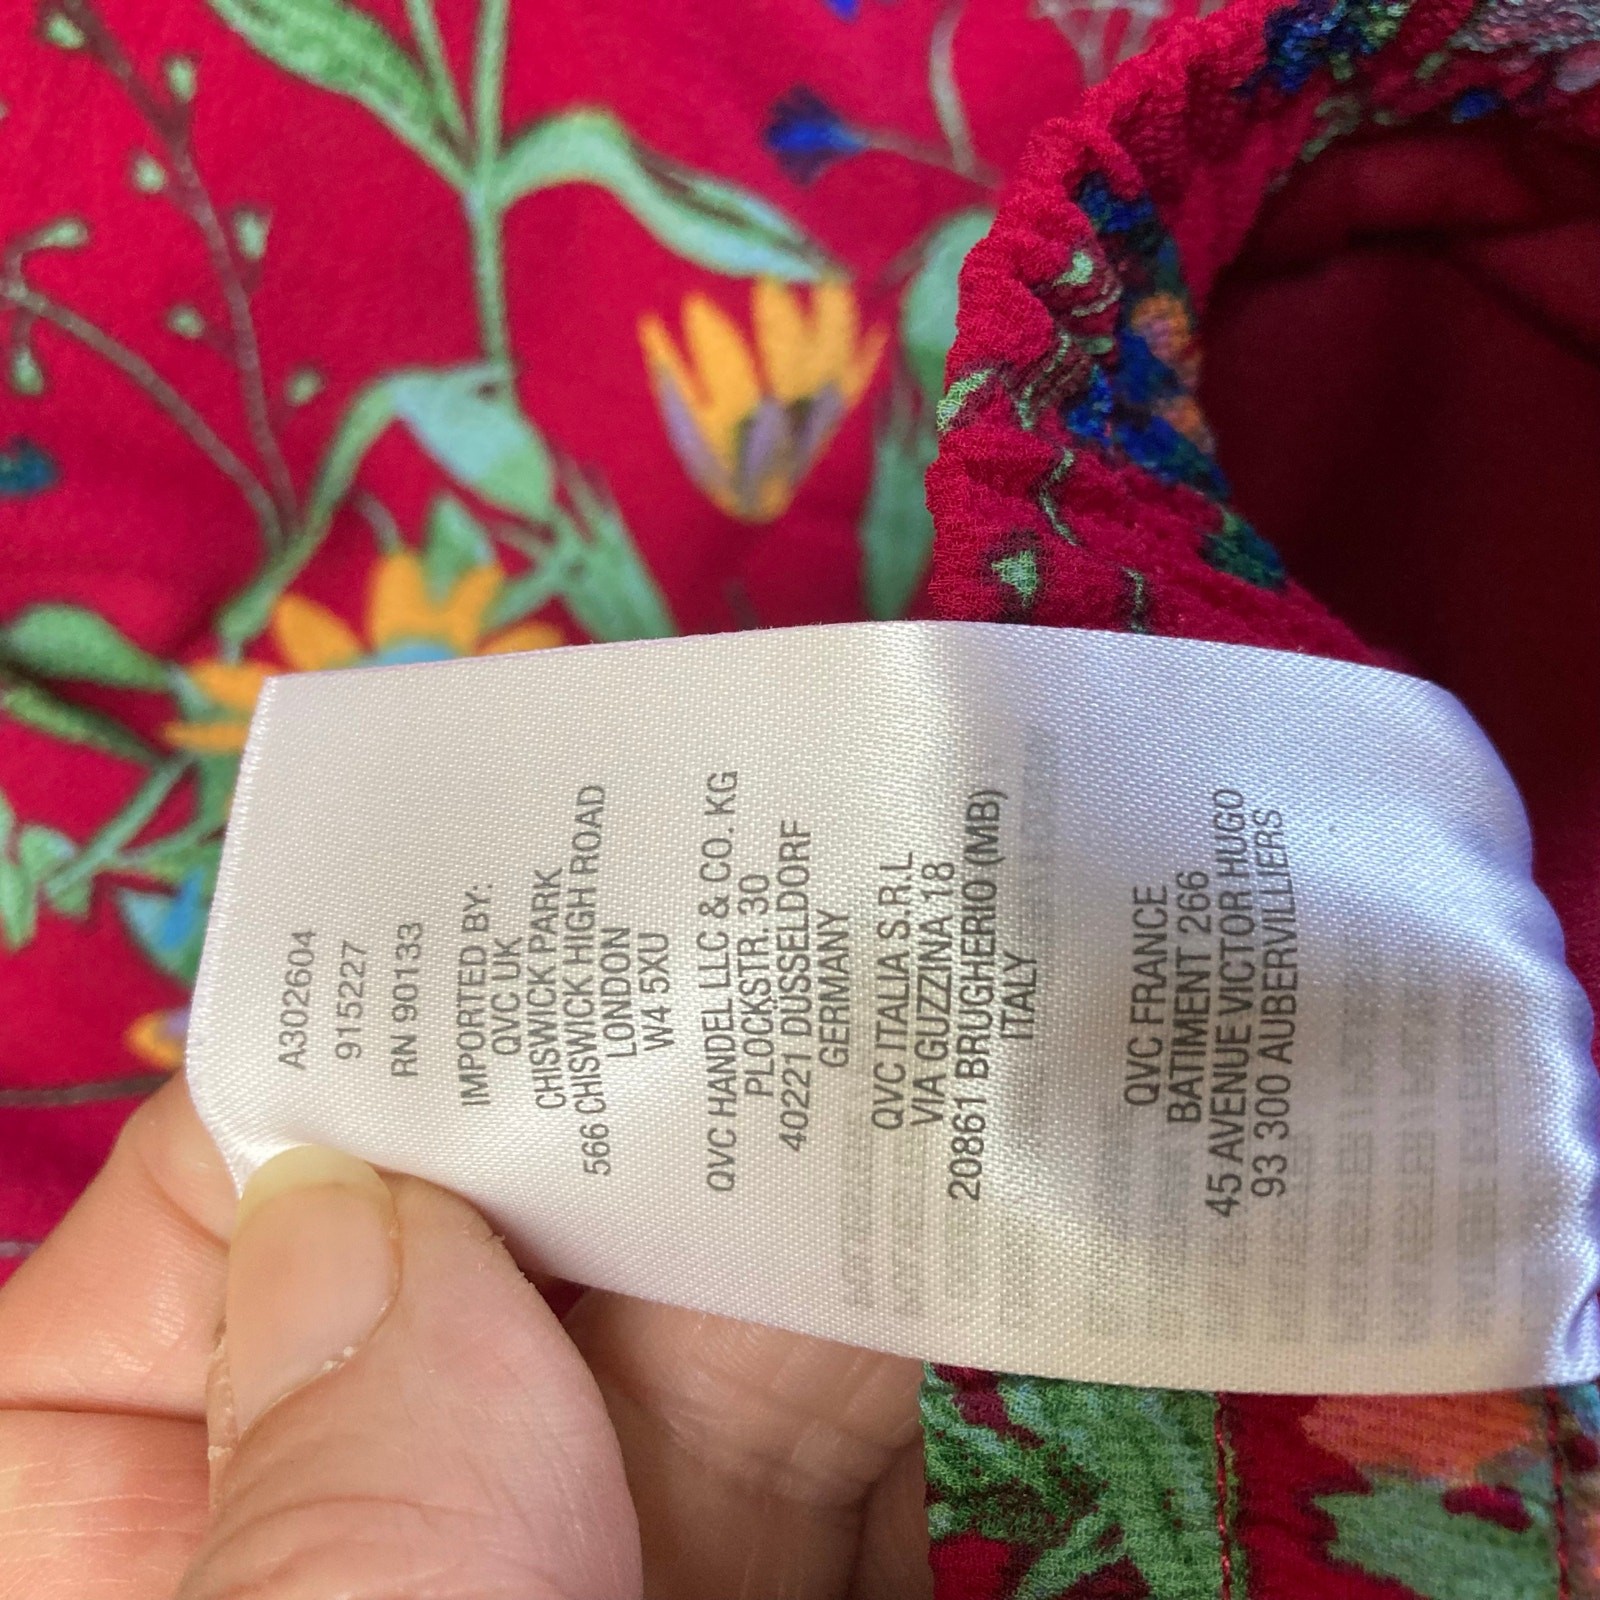 A302604
915227
RN 90133
IMPORTED BY:
QVC UK
CHISWICK PARK
566 CHISWICK HIGH ROAD
LONDON
W4 5XU
QVC HANDEL LLC & CO. KG
PLOCKSTR. 30
40221 DUSSELDORF
GERMANY
QVC ITALIA S.R.L
VIA GUZZINA 18
20861 BRUGHERIO (MB)
ITALY
QVC FRANCE
BATIMENT 266
45 AVENUE VICTOR HUGO
93 300 AUBERVILLIERS